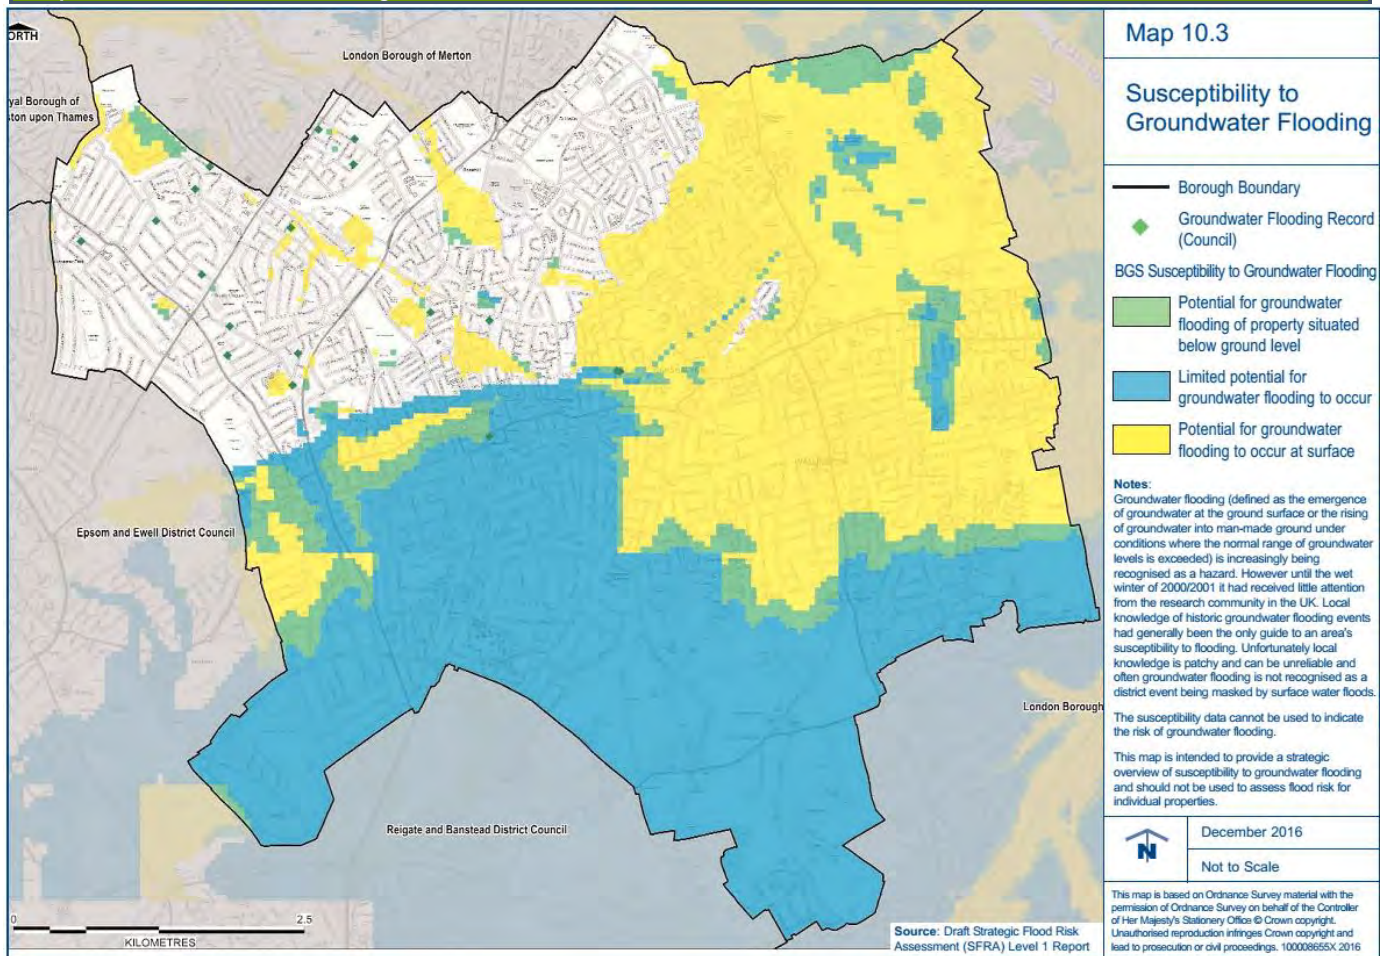 ORTH
London Borough of Merton
yal Borough of
ston upon Thames
Epsom and Ewell District Council
London Borough
Reigate and Banstead District Council
0
2.5
KILOMETRES
Source: Draft Strategic Flood Risk
Assessment (SFRA) Level 1 Report
Map 10.3
Susceptibility to
Groundwater Flooding
Borough Boundary
Groundwater Flooding Record
(Council)
BGS Susceptibility to Groundwater Flooding
Potential for groundwater
flooding of property situated
below ground level
Limited potential for
groundwater flooding to occur
Potential for groundwater
flooding to occur at surface
Notes:
Groundwater flooding (defined as the emergence
of groundwater at the ground surface or the rising
of groundwater into man-made ground under
conditions where the normal range of groundwater
levels is exceeded) is increasingly being
recognised as a hazard. However until the wet
winter of 2000/2001 it had received little attention
from the research community in the UK. Local
knowledge of historic groundwater flooding events
had generally been the only guide to an area's
susceptibility to flooding. Unfortunately local
knowledge is patchy and can be unreliable and
often groundwater flooding is not recognised as a
district event being masked by surface water floods.
The susceptibility data cannot be used to indicate
the risk of groundwater flooding.
This map is intended to provide a strategic
overview of susceptibility to groundwater flooding
and should not be used to assess flood risk for
individual properties.
N
December 2016
Not to Scale
This map is based on Ordnance Survey material with the
permission of Ordnance Survey on behalf of the Controller
of Her Majesty's Stationery Office © Crown copyright.
Unauthorised reproduction infringes Crown copyright and
lead to prosecution or civil proceedings. 100008655X 2016